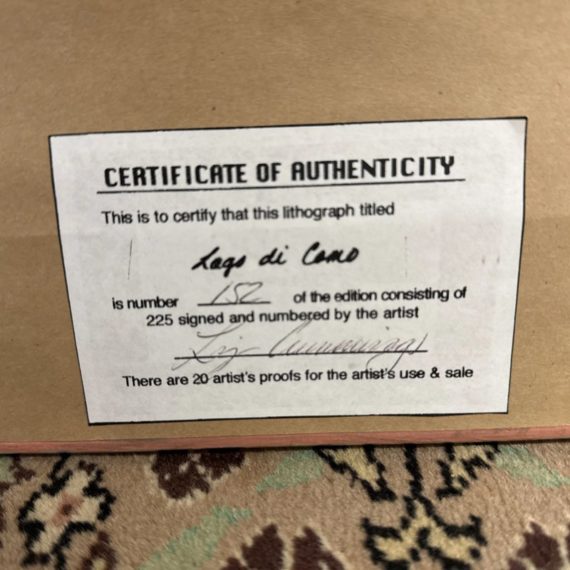 CERTIFICATE OF AUTHENTICITY
This is to certify that this lithograph titled
Lago di Como
is number 152 of the edition consisting of
225 signed and numbered by the artist
Cummings
There are 20 artist's proofs for the artist's use & sale